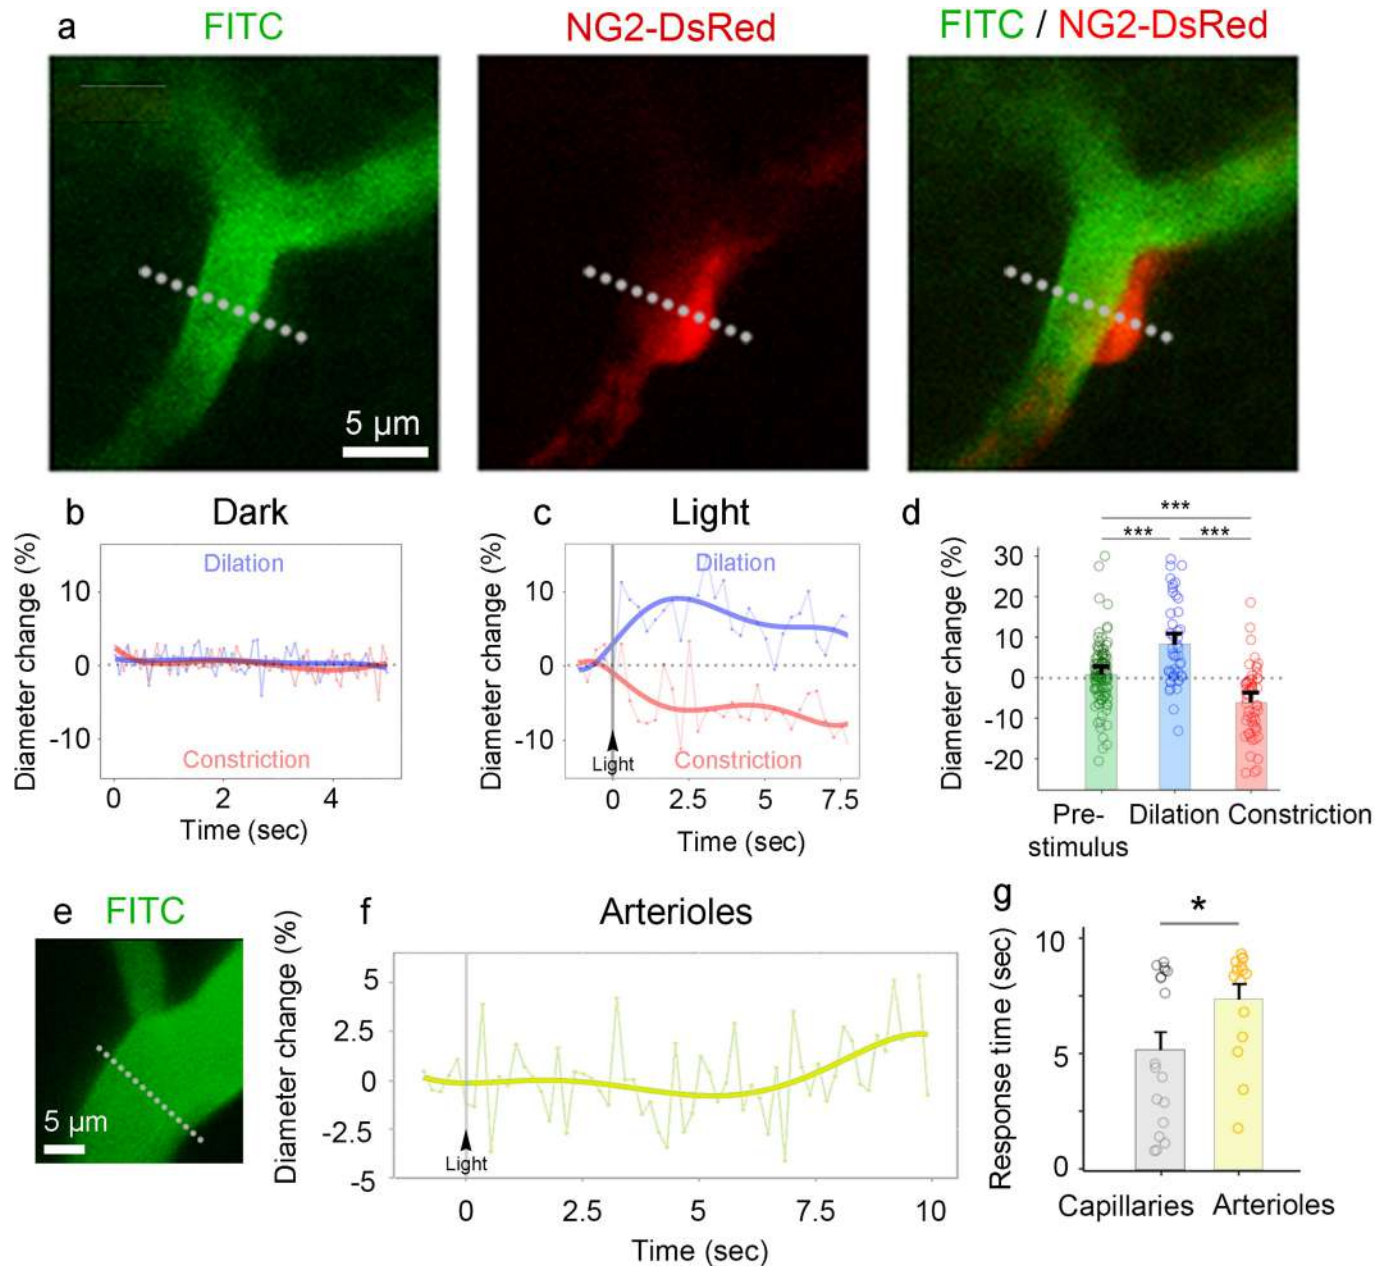 a FITC NG2-DsRed FITC / NG2-DsRed
5 µm
b Dark
Diameter change (%)
10
0
-10
Dilation
Constriction
0 2 4
Time (sec)
c Light
Diameter change (%)
10
0
-10
Dilation
Light
Constriction
0 2.5 5 7.5
Time (sec)
d
***
*** ***
Diameter change (%)
30
20
10
0
-10
-20
Pre- Dilation Constriction
stimulus
e FITC
5 µm
f Arterioles
Diameter change (%)
5
2.5
0
-2.5
-5
Light
0 2.5 5 7.5 10
Time (sec)
g
*
Response time (sec)
10
5
0
Capillaries Arterioles